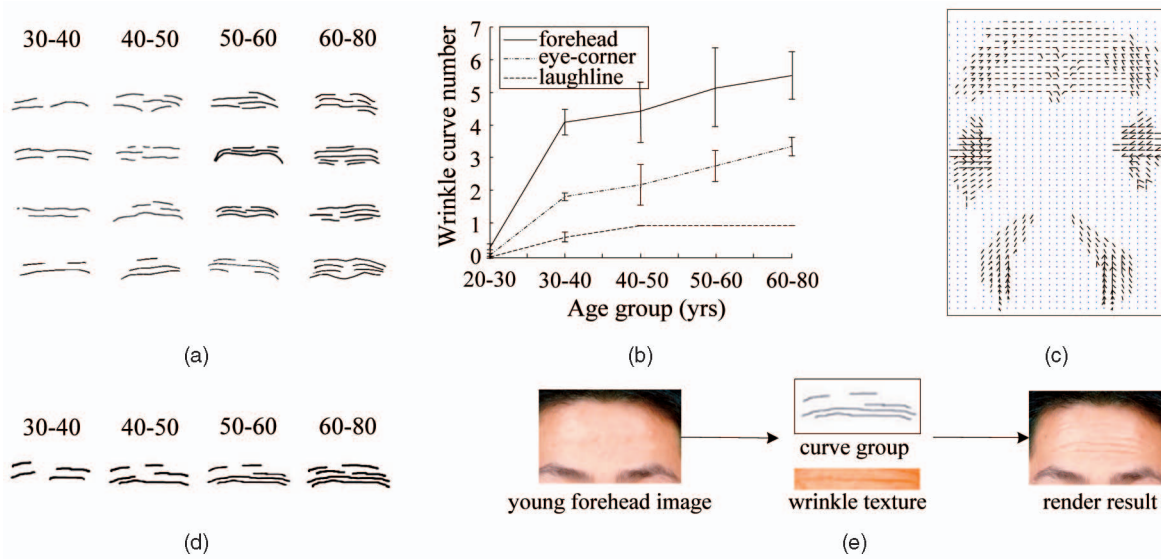 30-40 40-50 50-60 60-80
(a)
Wrinkle curve number
7
6
5
4
3
2
1
0
forehead
eye-corner
laughline
20-30 30-40 40-50 50-60 60-80
Age group (yrs)
(b)
(c)
30-40 40-50 50-60 60-80
(d)
young forehead image
curve group
wrinkle texture
render result
(e)